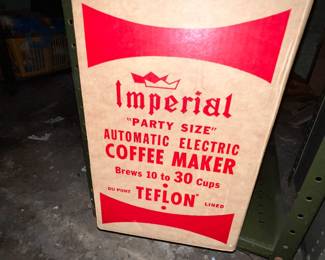 Imperial
"PARTY SIZE"
AUTOMATIC ELECTRIC
COFFEE MAKER
Brews 10 to 30 Cups
DU PONT TEFLON® LINED